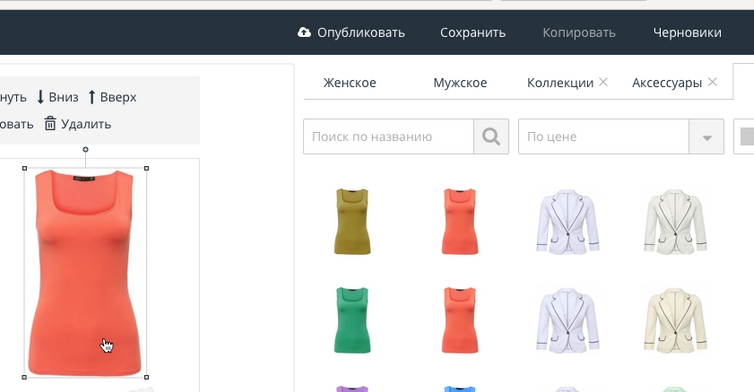 Опубликовать Сохранить Копировать Черновики
Женское Мужское Коллекции Аксессуары
нуть Вниз Вверх
овать Удалить
Поиск по названию По цене